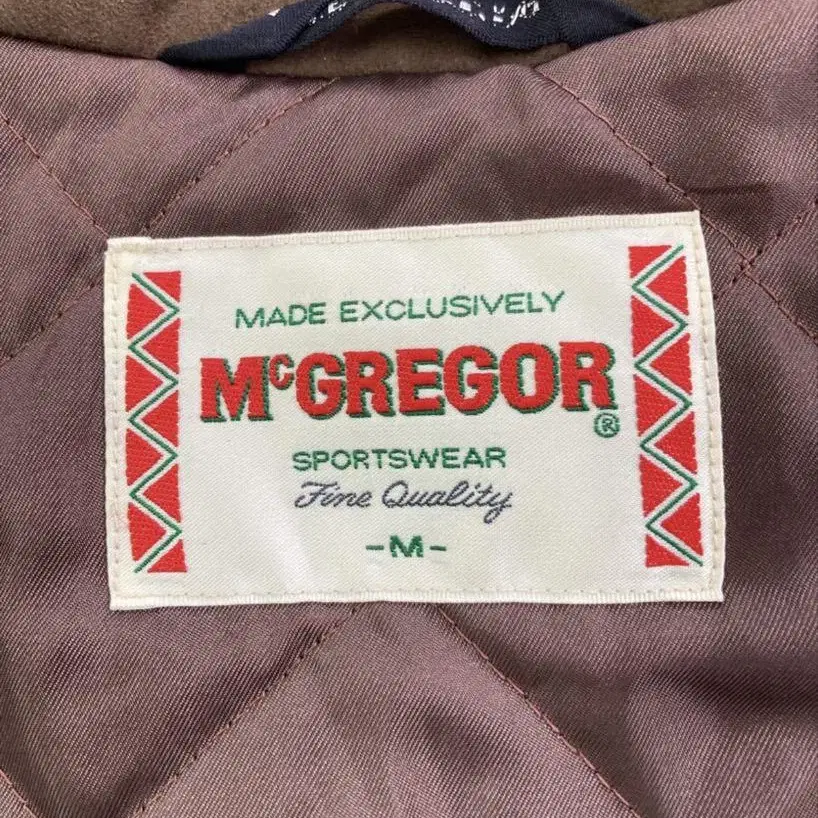 MADE EXCLUSIVELY
McGREGOR
®
SPORTSWEAR
Fine Quality
-M-